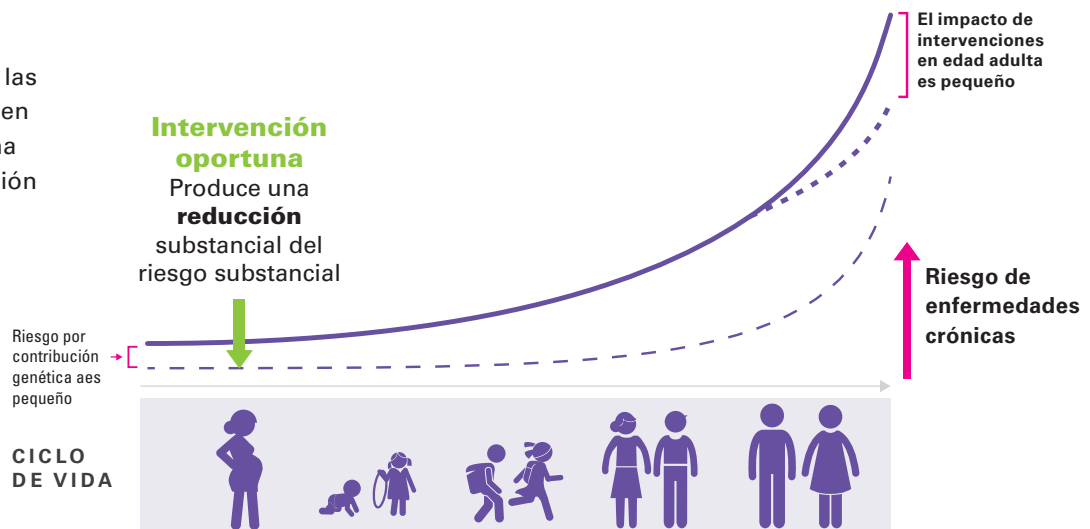 las
en
na
ión
Intervención
oportuna
Produce una
reducción
substancial del
riesgo substancial
El impacto de
intervenciones
en edad adulta
es pequeño
Riesgo de
enfermedades
crónicas
Riesgo por
contribución
genética aes
pequeño
CICLO
DE VIDA